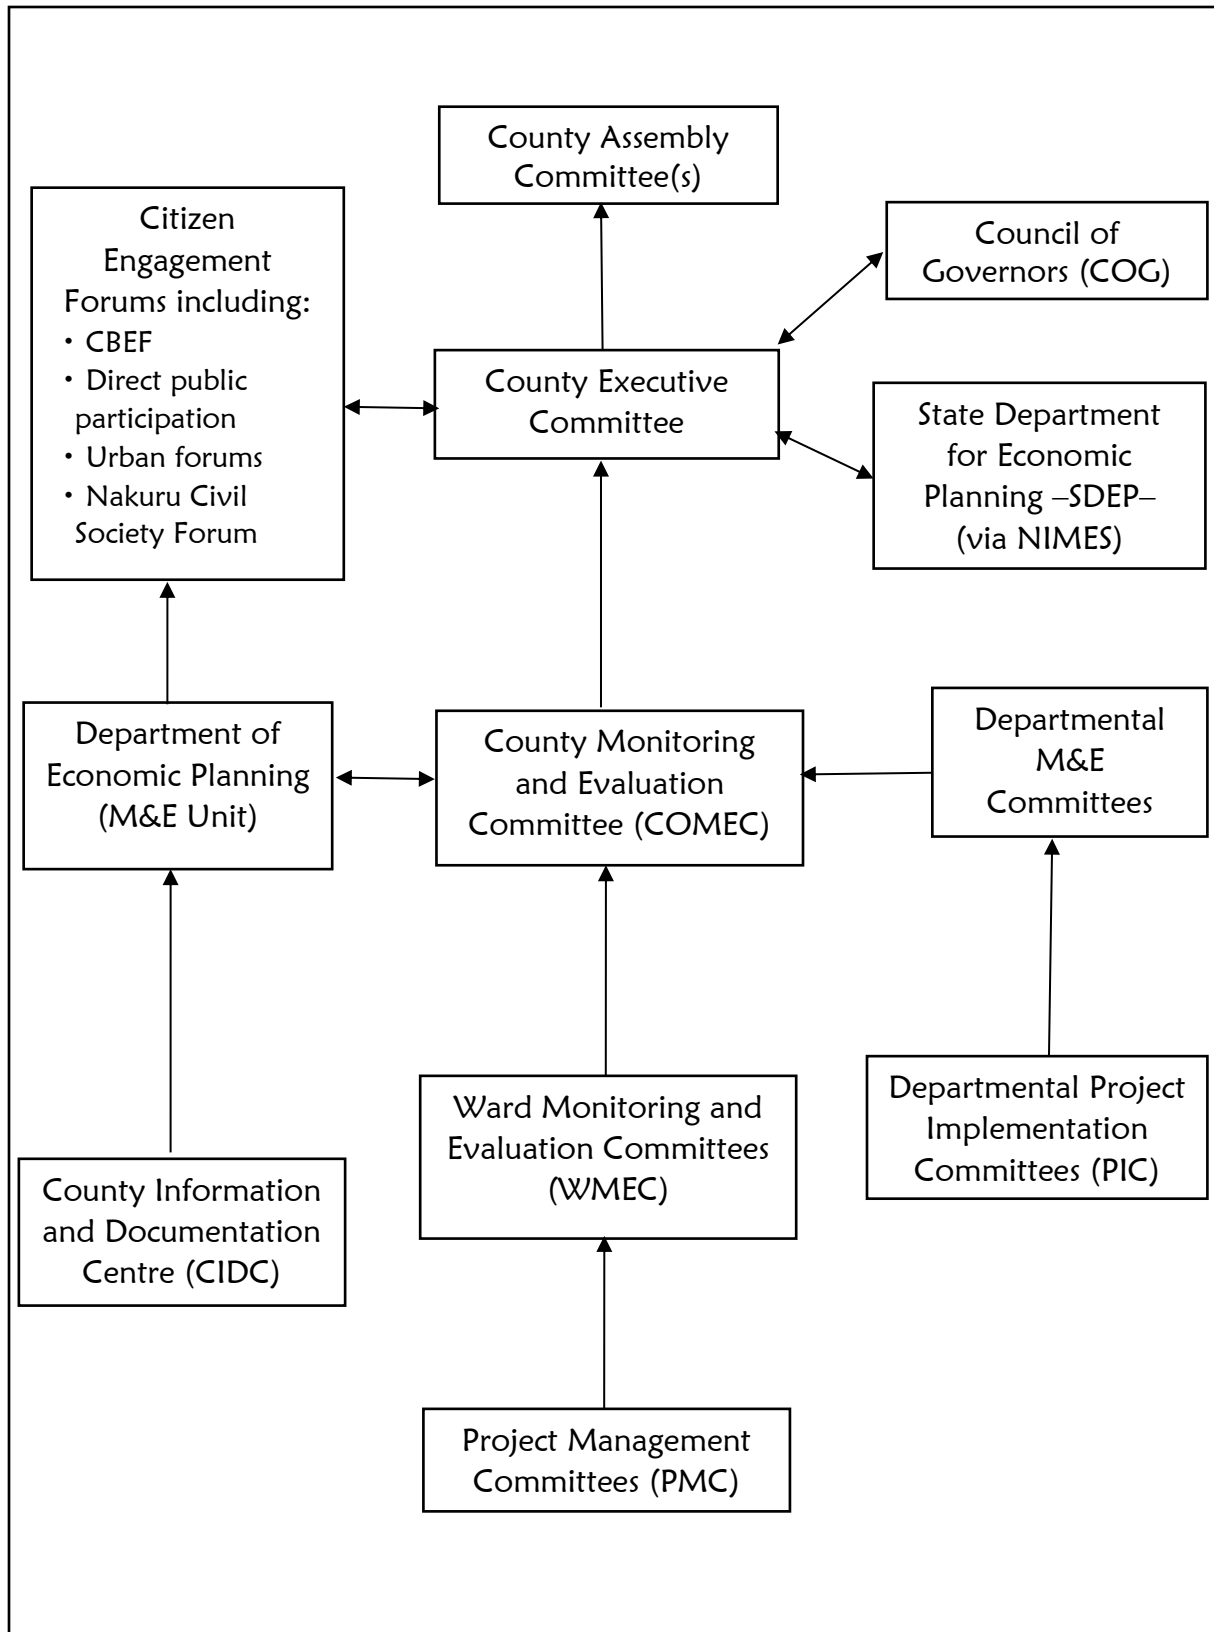 County Assembly
Committee(s)
Citizen
Engagement
Forums including:
• CBEF
• Direct public
participation
• Urban forums
• Nakuru Civil
Society Forum
Council of
Governors (COG)
County Executive
Committee
State Department
for Economic
Planning –SDEP–
(via NIMES)
Department of
Economic Planning
(M&E Unit)
County Monitoring
and Evaluation
Committee (COMEC)
Departmental
M&E
Committees
Ward Monitoring and
Evaluation Committees
(WMEC)
Departmental Project
Implementation
Committees (PIC)
County Information
and Documentation
Centre (CIDC)
Project Management
Committees (PMC)